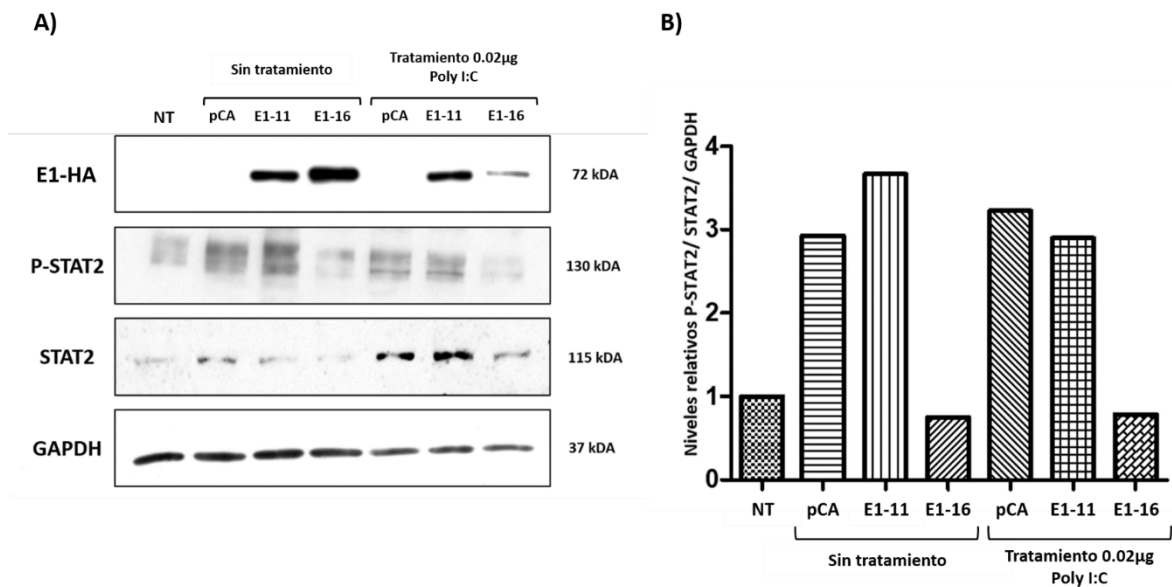 A)
Sin tratamiento
Tratamiento 0.02µg
Poly I:C
NT pCA E1-11 E1-16 pCA E1-11 E1-16
E1-HA 72 kDA
P-STAT2 130 kDA
STAT2 115 kDA
GAPDH 37 kDA
B)
Niveles relativos P-STAT2/ STAT2/ GAPDH
4
3
2
1
0
NT pCA E1-11 E1-16 pCA E1-11 E1-16
Sin tratamiento
Tratamiento 0.02µg
Poly I:C